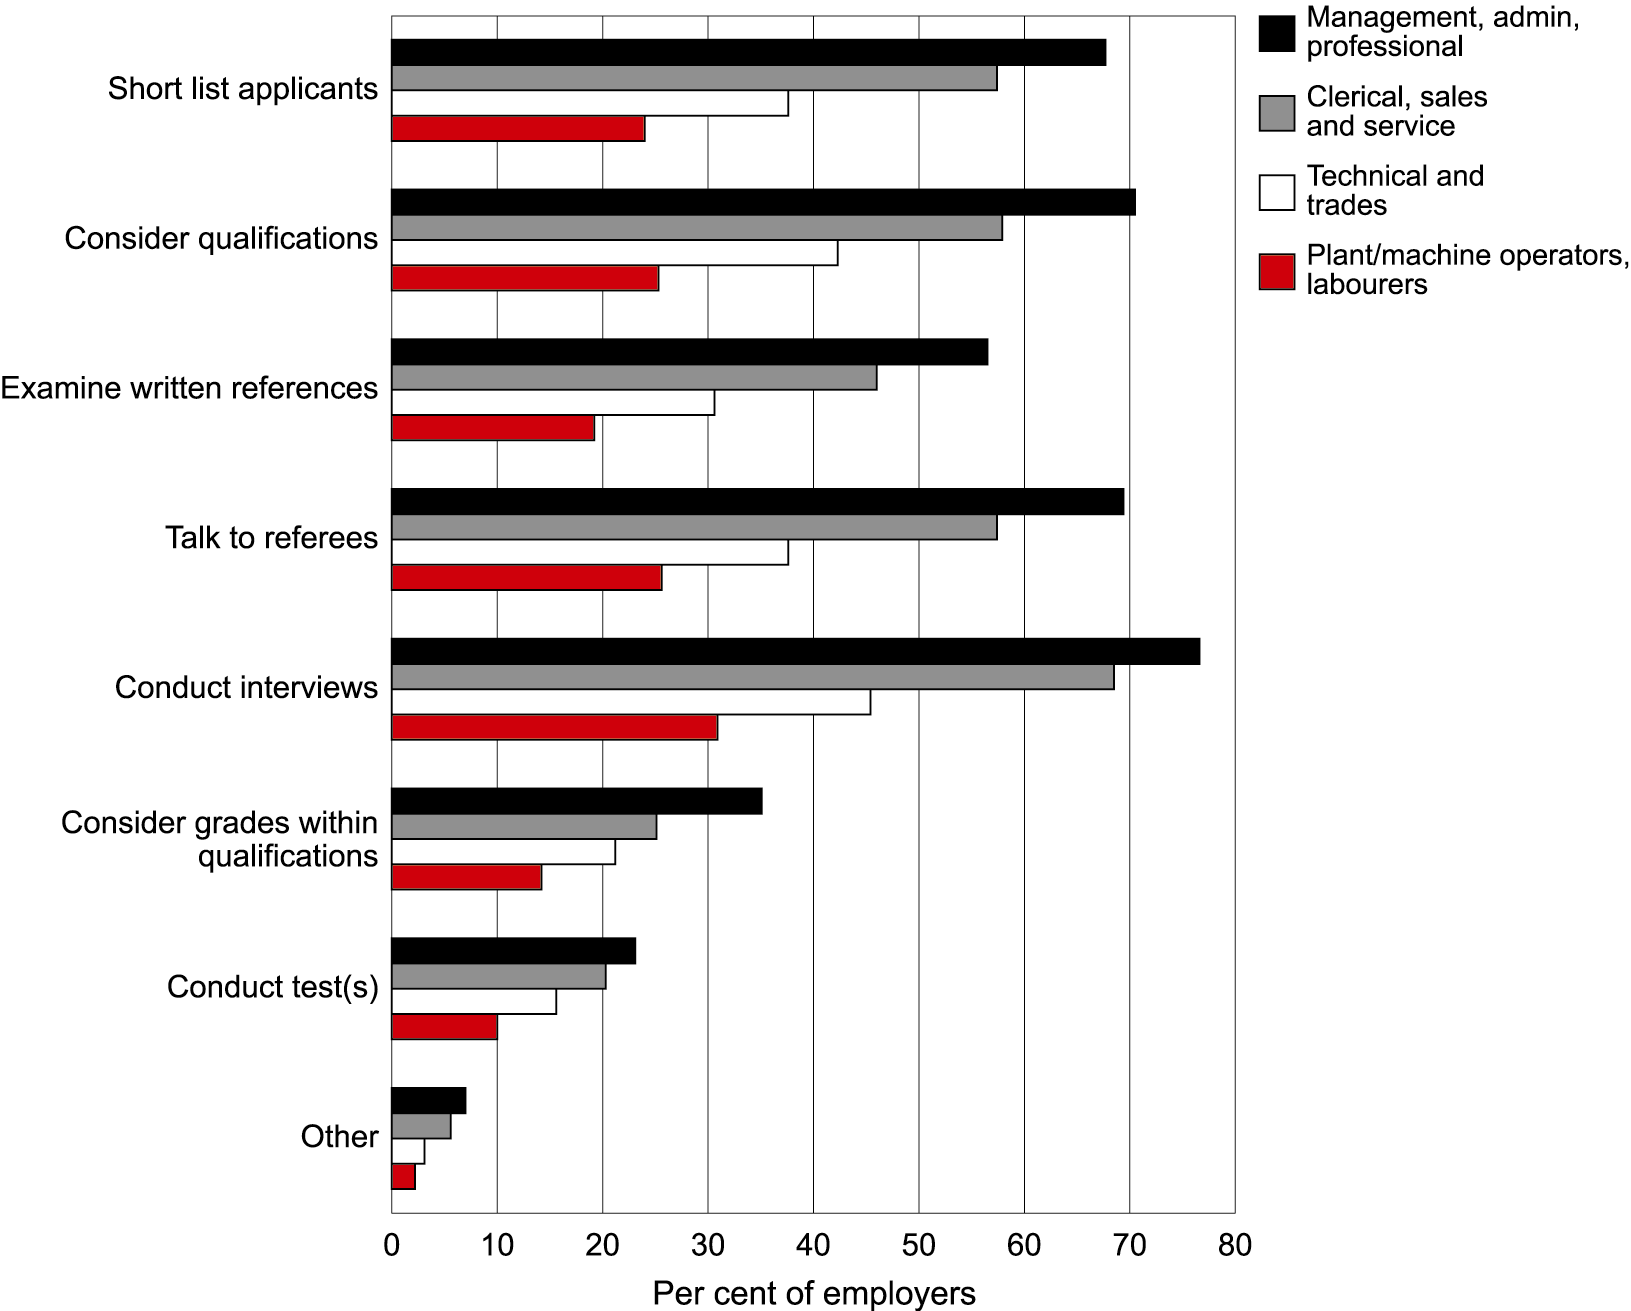 Management, admin,
professional
Clerical, sales
and service
Technical and
trades
Plant/machine operators,
labourers
Short list applicants
Consider qualifications
Examine written references
Talk to referees
Conduct interviews
Consider grades within
qualifications
Conduct test(s)
Other
0 10 20 30 40 50 60 70 80
Per cent of employers